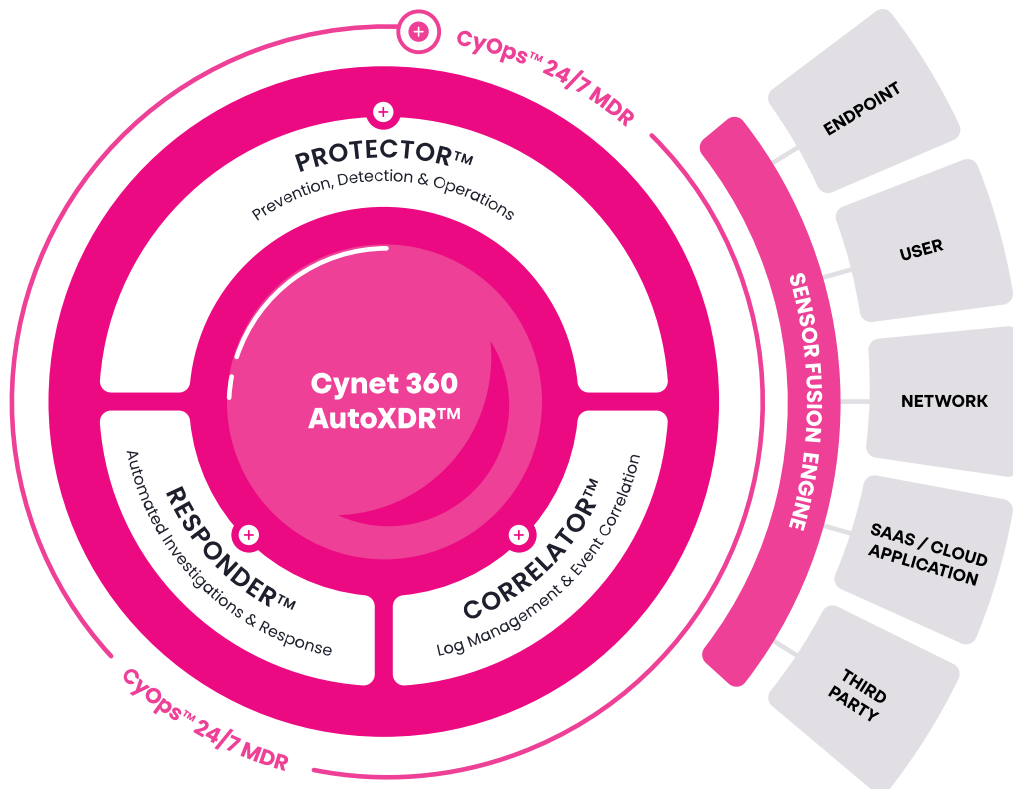 CyOps™ 24/7 MDR
PROTECTOR™
Prevention, Detection & Operations
Cynet 360
AutoXDR™
RESPONDER™
Automated Investigations & Response
CORRELATOR™
Log Management & Event Correlation
CyOps™ 24/7 MDR
SENSOR FUSION ENGINE
ENDPOINT
USER
NETWORK
SAAS / CLOUD
APPLICATION
THIRD
PARTY